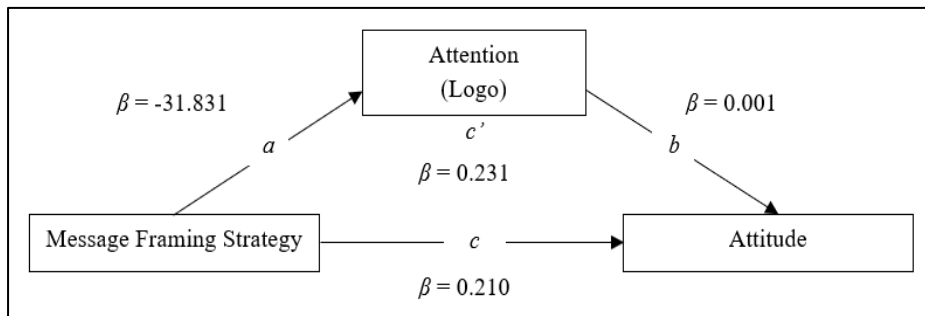 Attention
(Logo)
β = -31.831
β = 0.001
c’
a
b
β = 0.231
Message Framing Strategy
c
Attitude
β = 0.210